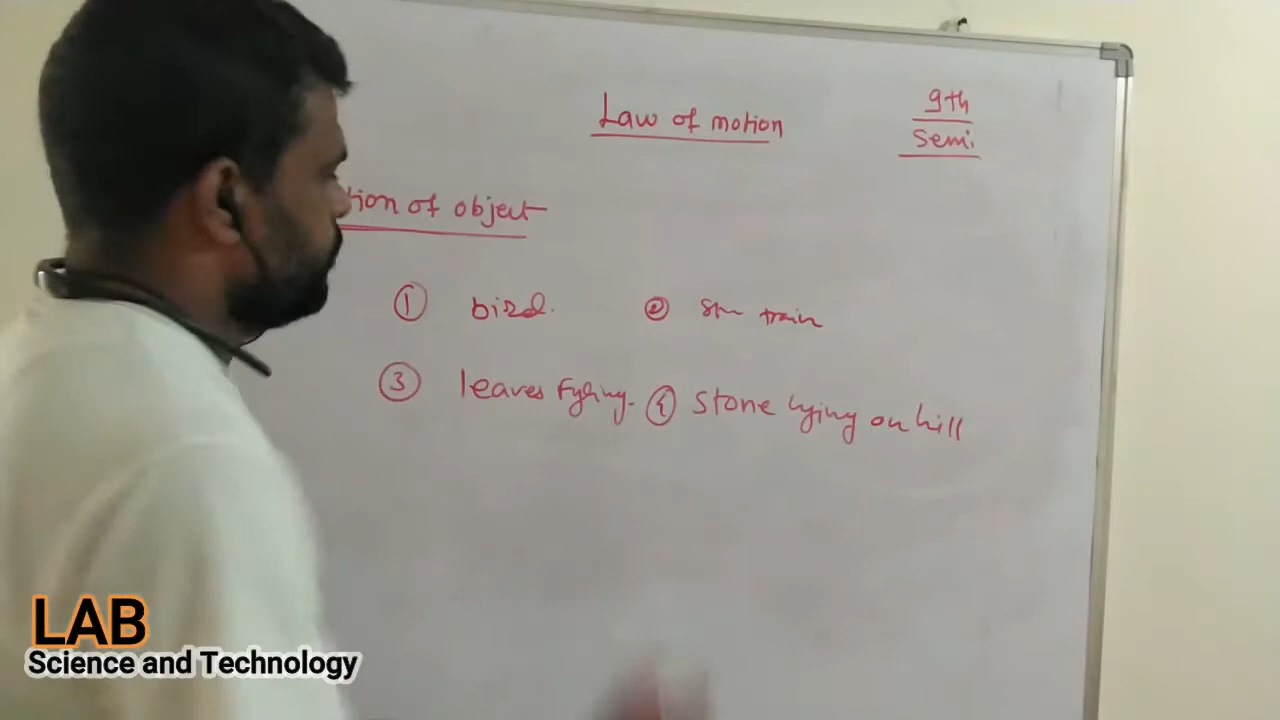 Law of motion
9th
Semi.
tion of object
① bird. ② train
③ leaves Fyling. ④ Stone lying on hill
LAB
Science and Technology